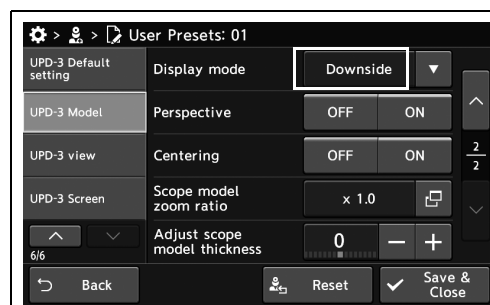 > > User Presets: 01
UPD-3 Default
setting
UPD-3 Model
UPD-3 view
UPD-3 Screen
6/6
Display mode
Downside
Perspective
OFF
ON
Centering
OFF
ON
Scope model
zoom ratio
× 1.0
Adjust scope
model thickness
0
2
2
Back
Reset
Save &
Close